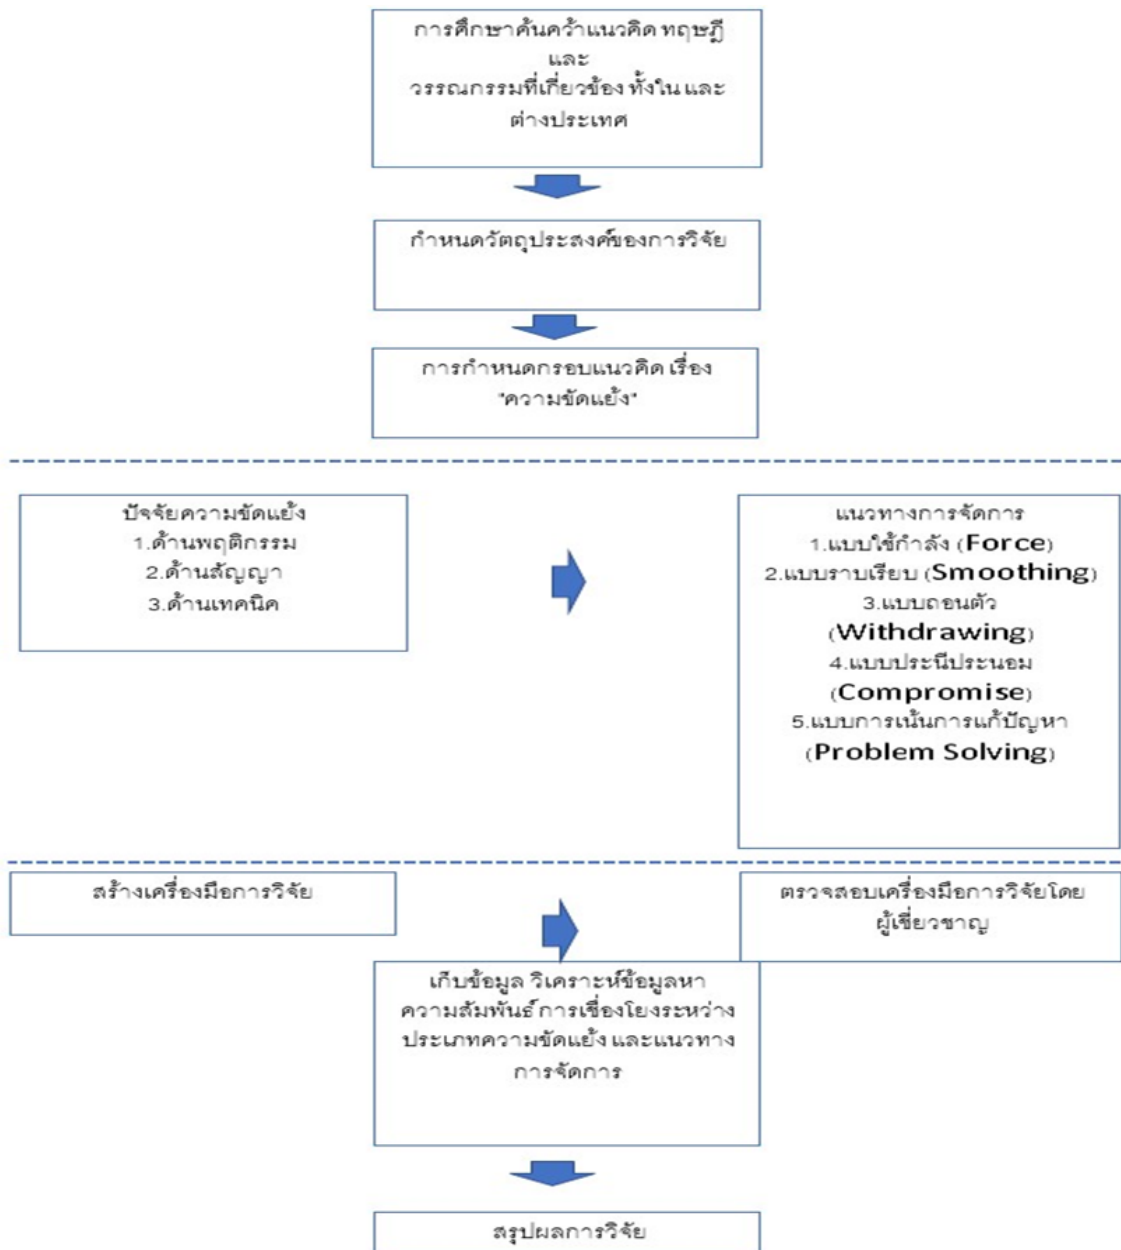 การศึกษาค้นคว้าแนวคิด ทฤษฎี
และ
วรรณกรรมที่เกี่ยวข้อง ทั้งใน และ
ต่างประเทศ
กำหนดวัตถุประสงค์ของการวิจัย
การกำหนดกรอบแนวคิด เรื่อง
"ความขัดแย้ง"
ปัจจัยความขัดแย้ง
1.ด้านพฤติกรรม
2.ด้านสัญญา
3.ด้านเทคนิค
แนวทางการจัดการ
1.แบบใช้กำลัง (Force)
2.แบบราบเรียบ (Smoothing)
3.แบบถอนตัว
(Withdrawing)
4.แบบประนีประนอม
(Compromise)
5.แบบการเน้นการแก้ปัญหา
(Problem Solving)
สร้างเครื่องมือการวิจัย
ตรวจสอบเครื่องมือการวิจัยโดย
ผู้เชี่ยวชาญ
เก็บข้อมูล วิเคราะห์ข้อมูลหา
ความสัมพันธ์ การเชื่องโยงระหว่าง
ประเภทความขัดแย้ง และแนวทาง
การจัดการ
สรุปผลการวิจัย